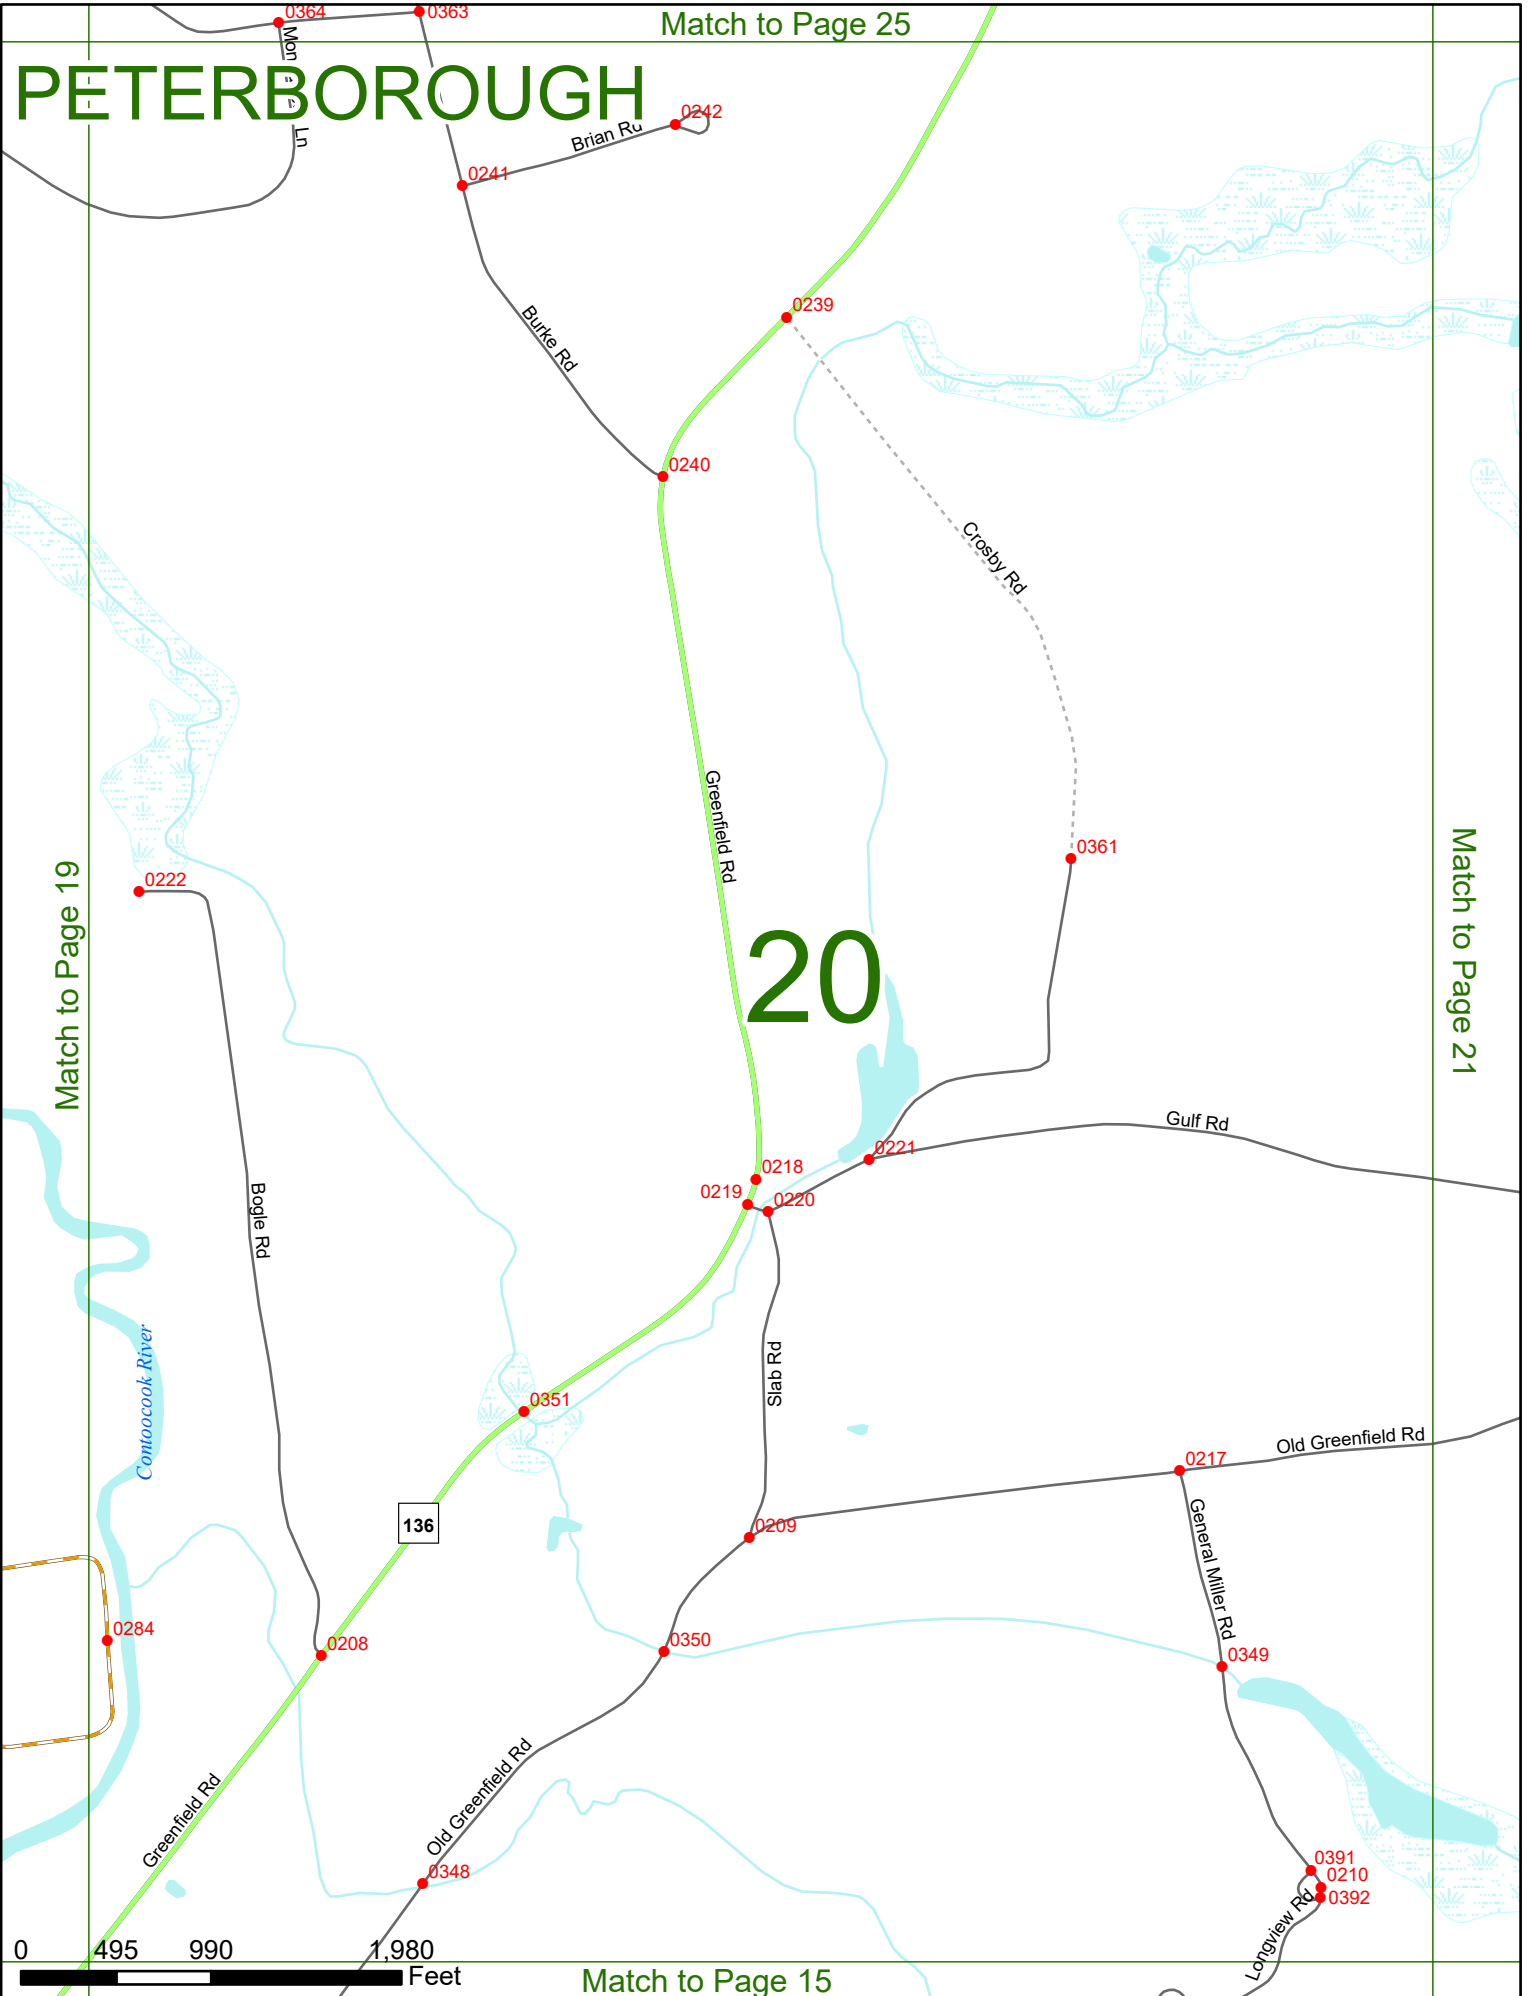 0364
0363
Match to Page 25
PETERBOROUGH
Ln
0242
Brian Rd
0241
0239
Burke Rd
0240
Crosby Rd
Greenfield Rd
0361
Match to Page 19
Match to Page 21
0222
20
Gulf Rd
0221
0218
0219
0220
Bogle Rd
Contoocook River
Slab Rd
0351
Old Greenfield Rd
0217
136
0209
General Miller Rd
0284
0208
0350
0349
Greenfield Rd
Old Greenfield Rd
0348
0391
0210
0392
Longview Rd
0 495 990 1,980
Feet
Match to Page 15